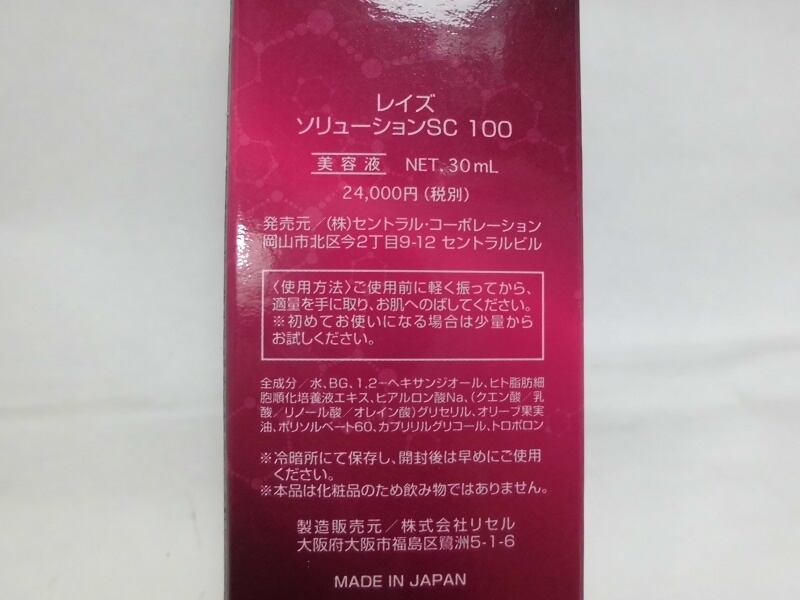 レイズ
ソリューションSC 100
美容液 NET. 30mL
24,000円(税別)
発売元/(株)セントラル・コーポレーション
岡山市北区今2丁目9-12 セントラルビル
〈使用方法〉ご使用前に軽く振ってから、
適量を手に取り、お肌へのばしてください。
※初めてお使いになる場合は少量から
お試しください。
全成分/水、BG、1,2-ヘキサンジオール、ヒト脂肪細
胞順化培養液エキス、ヒアルロン酸Na、(クエン酸/乳
酸/リノール酸/オレイン酸)グリセリル、オリーブ果実
油、ポリソルベート60、カプリリルグリコール、トロポロン
※冷暗所にて保存し、開封後は早めにご使用
ください。
※本品は化粧品のため飲み物ではありません。
製造販売元/株式会社リセル
大阪府大阪市福島区鷺洲5-1-6
MADE IN JAPAN